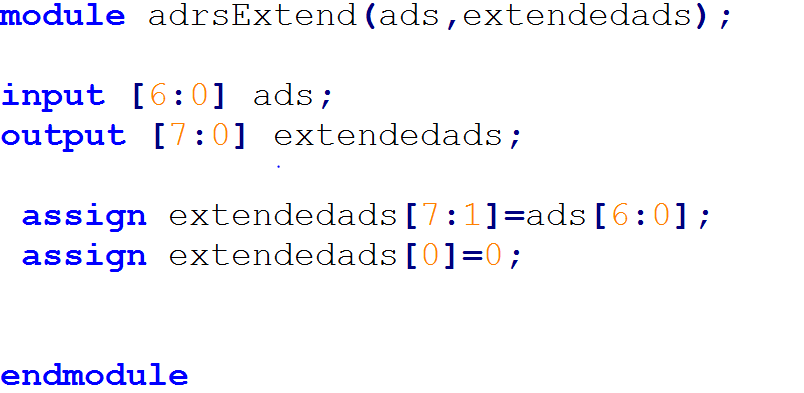 module adrsExtend(ads,extendedads);
input [6:0] ads;
output [7:0] extendedads;
assign extendedads[7:1]=ads[6:0];
assign extendedads[0]=0;
endmodule